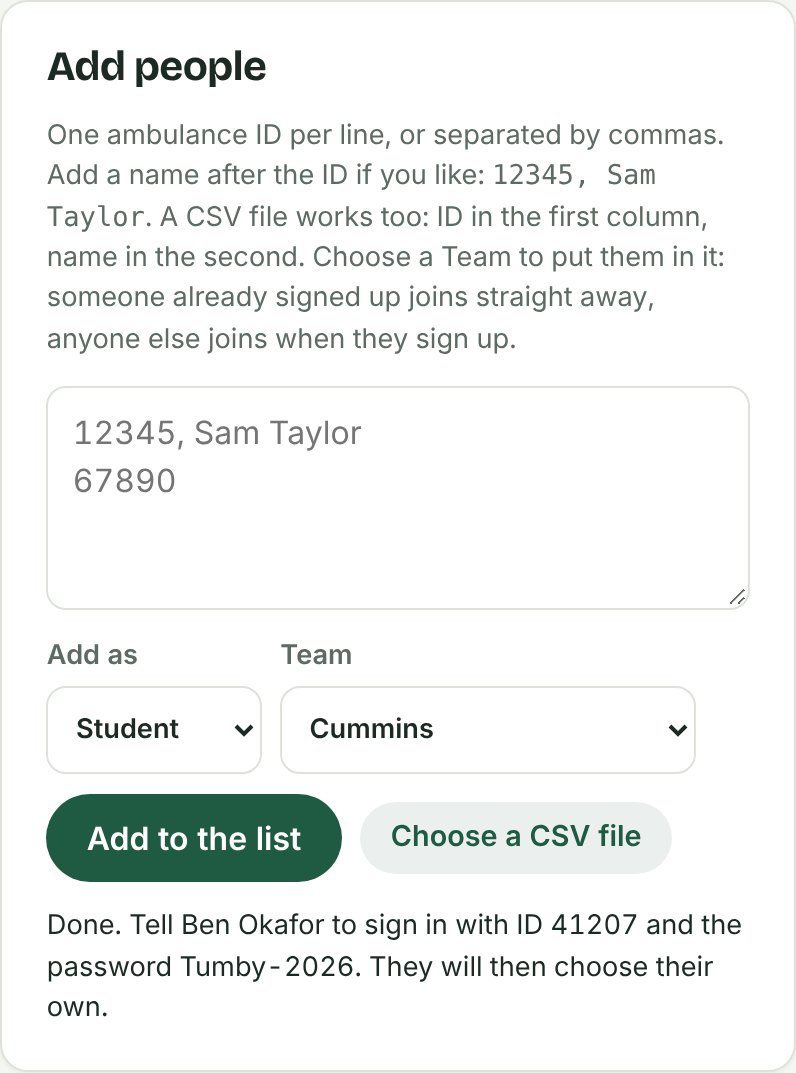 Add people
One ambulance ID per line, or separated by commas.
Add a name after the ID if you like: 12345, Sam
Taylor. A CSV file works too: ID in the first column,
name in the second. Choose a Team to put them in it:
someone already signed up joins straight away,
anyone else joins when they sign up.
12345, Sam Taylor
67890
Add as Team
Student Cummins
Add to the list Choose a CSV file
Done. Tell Ben Okafor to sign in with ID 41207 and the
password Tumby-2026. They will then choose their
own.